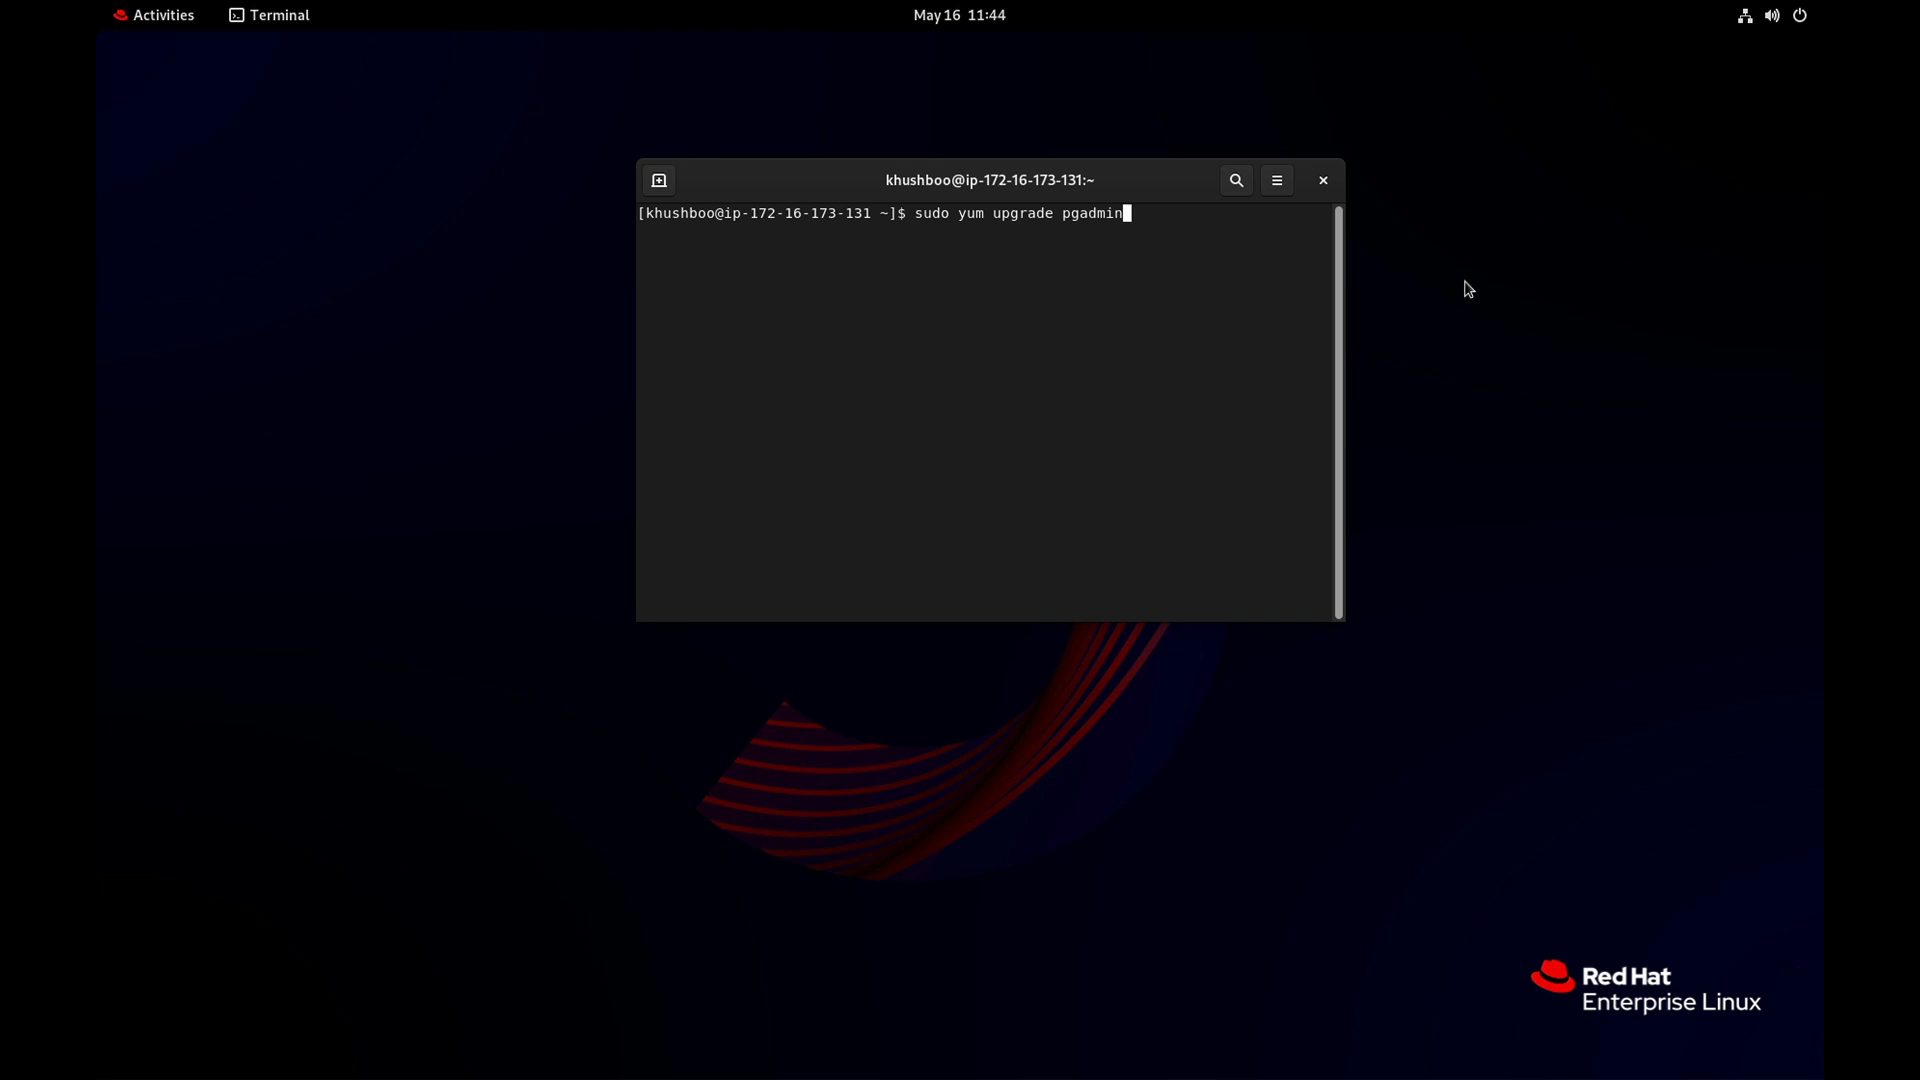 Activities Terminal May 16 11:44
khushboo@ip-172-16-173-131:~
[khushboo@ip-172-16-173-131 ~]$ sudo yum upgrade pgadmin
Red Hat
Enterprise Linux